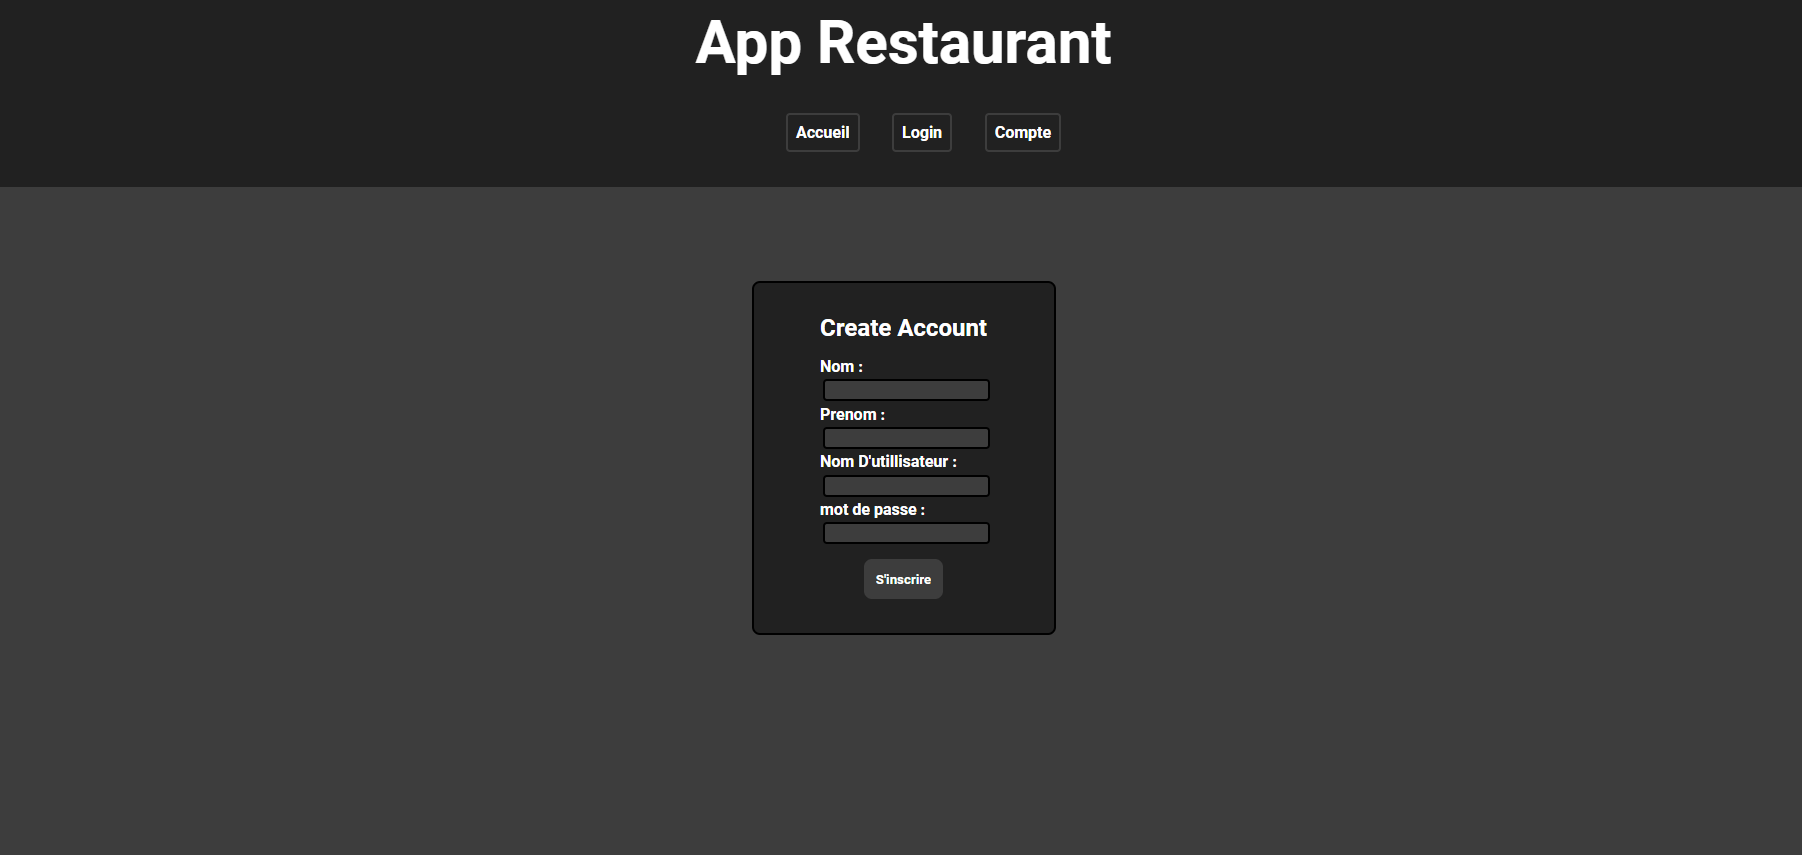 App Restaurant
Accueil Login Compte
Create Account
Nom :
Prenom :
Nom D'utillisateur :
mot de passe :
S'inscrire